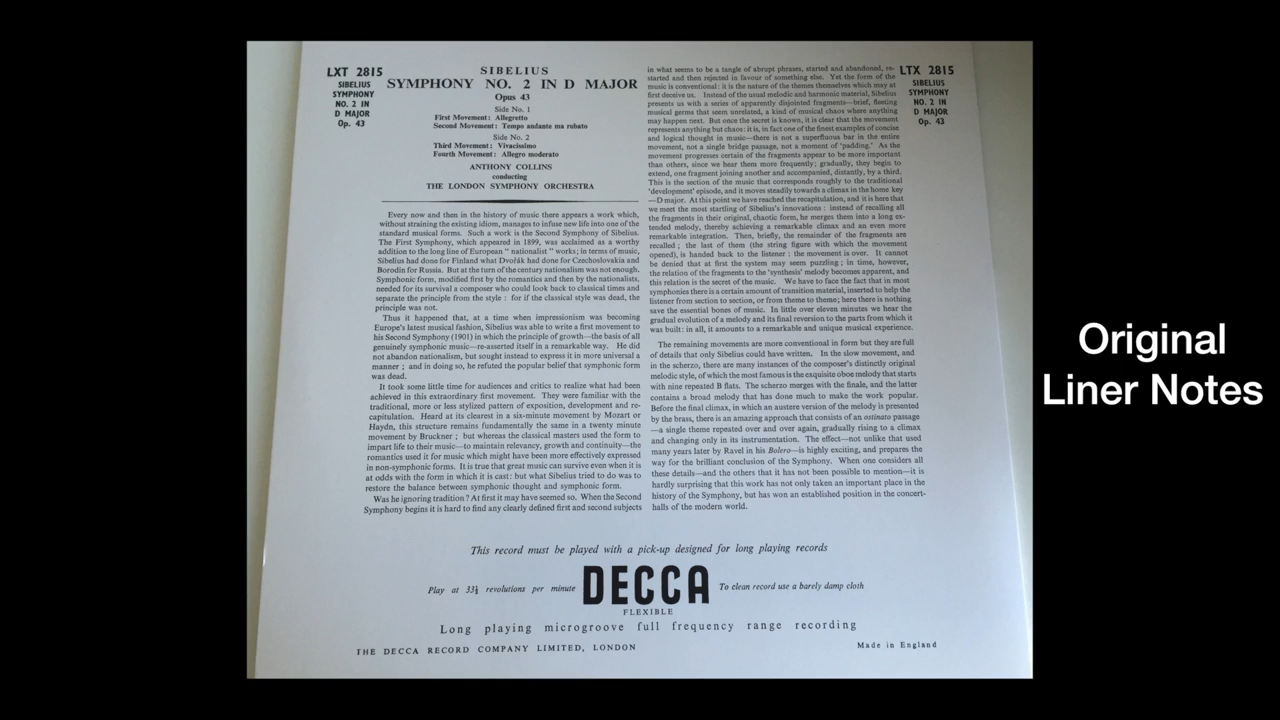 LXT 2815
SIBELIUS
SYMPHONY
NO. 2 IN
D MAJOR
Op. 43
SIBELIUS
SYMPHONY NO. 2 IN D MAJOR
Opus 43
Side No. 1
First Movement: Allegretto
Second Movement: Tempo andante ma rubato
Side No. 2
Third Movement: Vivacissimo
Fourth Movement: Allegro moderato
ANTHONY COLLINS
conducting
THE LONDON SYMPHONY ORCHESTRA
Every now and then in the history of music there appears a work which,
without straining the existing idiom, manages to infuse new life into one of the
standard musical forms. Such a work is the Second Symphony of Sibelius.
The First Symphony, which appeared in 1899, was acclaimed as a worthy
addition to the long line of European " nationalist " works; in terms of music,
Sibelius had done for Finland what Dvořák had done for Czechoslovakia and
Borodin for Russia. But at the turn of the century nationalism was not enough.
Symphonic form, modified first by the romantics and then by the nationalists,
needed for its survival a composer who could look back to classical times and
separate the principle from the style : for if the classical style was dead, the
principle was not.
Thus it happened that, at a time when impressionism was becoming
Europe's latest musical fashion, Sibelius was able to write a first movement to
his Second Symphony (1901) in which the principle of growth—the basis of all
genuinely symphonic music—re-asserted itself in a remarkable way. He did
not abandon nationalism, but sought instead to express it in more universal a
manner ; and in doing so, he refuted the popular belief that symphonic form
was dead.
It took some little time for audiences and critics to realize what had been
achieved in this extraordinary first movement. They were familiar with the
traditional, more or less stylized pattern of exposition, development and re-
capitulation. Heard at its clearest in a six-minute movement by Mozart or
Haydn, this structure remains fundamentally the same in a twenty minute
movement by Bruckner ; but whereas the classical masters used the form to
impart life to their music—to maintain relevancy, growth and continuity—the
romantics used it for music which might have been more effectively expressed
in non-symphonic forms. It is true that great music can survive even when it is
at odds with the form in which it is cast: but what Sibelius tried to do was to
restore the balance between symphonic thought and symphonic form.
Was he ignoring tradition ? At first it may have seemed so. When the Second
Symphony begins it is hard to find any clearly defined first and second subjects
in what seems to be a tangle of abrupt phrases, started and abandoned, re-
started and then rejected in favour of something else. Yet the form of the
music is conventional : it is the nature of the themes themselves which may at
first deceive us. Instead of the usual melodic and harmonic material, Sibelius
presents us with a series of apparently disjointed fragments—brief, fleeting
musical germs that seem unrelated, a kind of musical chaos where anything
may happen next. But once the secret is known, it is clear that the movement
represents anything but chaos: it is, in fact one of the finest examples of concise
and logical thought in music—there is not a superfluous bar in the entire
movement, not a single bridge passage, not a moment of 'padding.' As the
movement progresses certain of the fragments appear to be more important
than others, since we hear them more frequently; gradually, they begin to
extend, one fragment joining another and accompanied, distantly, by a third.
This is the section of the music that corresponds roughly to the traditional
'development' episode, and it moves steadily towards a climax in the home key
—D major. At this point we have reached the recapitulation, and it is here that
we meet the most startling of Sibelius's innovations : instead of recalling all
the fragments in their original, chaotic form, he merges them into a long ex-
tended melody, thereby achieving a remarkable climax and an even more
remarkable integration. Then, briefly, the remainder of the fragments are
recalled ; the last of them (the string figure with which the movement
opened), is handed back to the listener : the movement is over. It cannot
be denied that at first the system may seem puzzling ; in time, however,
the relation of the fragments to the 'synthesis' melody becomes apparent, and
this relation is the secret of the music. We have to face the fact that in most
symphonies there is a certain amount of transition material, inserted to help the
listener from section to section, or from theme to theme; here there is nothing
save the essential bones of music. In little over eleven minutes we hear the
gradual evolution of a melody and its final reversion to the parts from which it
was built: in all, it amounts to a remarkable and unique musical experience.
The remaining movements are more conventional in form but they are full
of details that only Sibelius could have written. In the slow movement, and
in the scherzo, there are many instances of the composer's distinctly original
melodic style, of which the most famous is the exquisite oboe melody that starts
with nine repeated B flats. The scherzo merges with the finale, and the latter
contains a broad melody that has done much to make the work popular.
Before the final climax, in which an austere version of the melody is presented
by the brass, there is an amazing approach that consists of an ostinato passage
—a single theme repeated over and over again, gradually rising to a climax
and changing only in its instrumentation. The effect—not unlike that used
many years later by Ravel in his Bolero—is highly exciting, and prepares the
way for the brilliant conclusion of the Symphony. When one considers all
these details—and the others that it has not been possible to mention—it is
hardly surprising that this work has not only taken an important place in the
history of the Symphony, but has won an established position in the concert-
halls of the modern world.
LTX 2815
SIBELIUS
SYMPHONY
NO. 2 IN
D MAJOR
Op. 43
Original
Liner Notes
This record must be played with a pick-up designed for long playing records
Play at 33⅓ revolutions per minute
DECCA
To clean record use a barely damp cloth
FLEXIBLE
Long playing microgroove full frequency range recording
THE DECCA RECORD COMPANY LIMITED, LONDON
Made in England